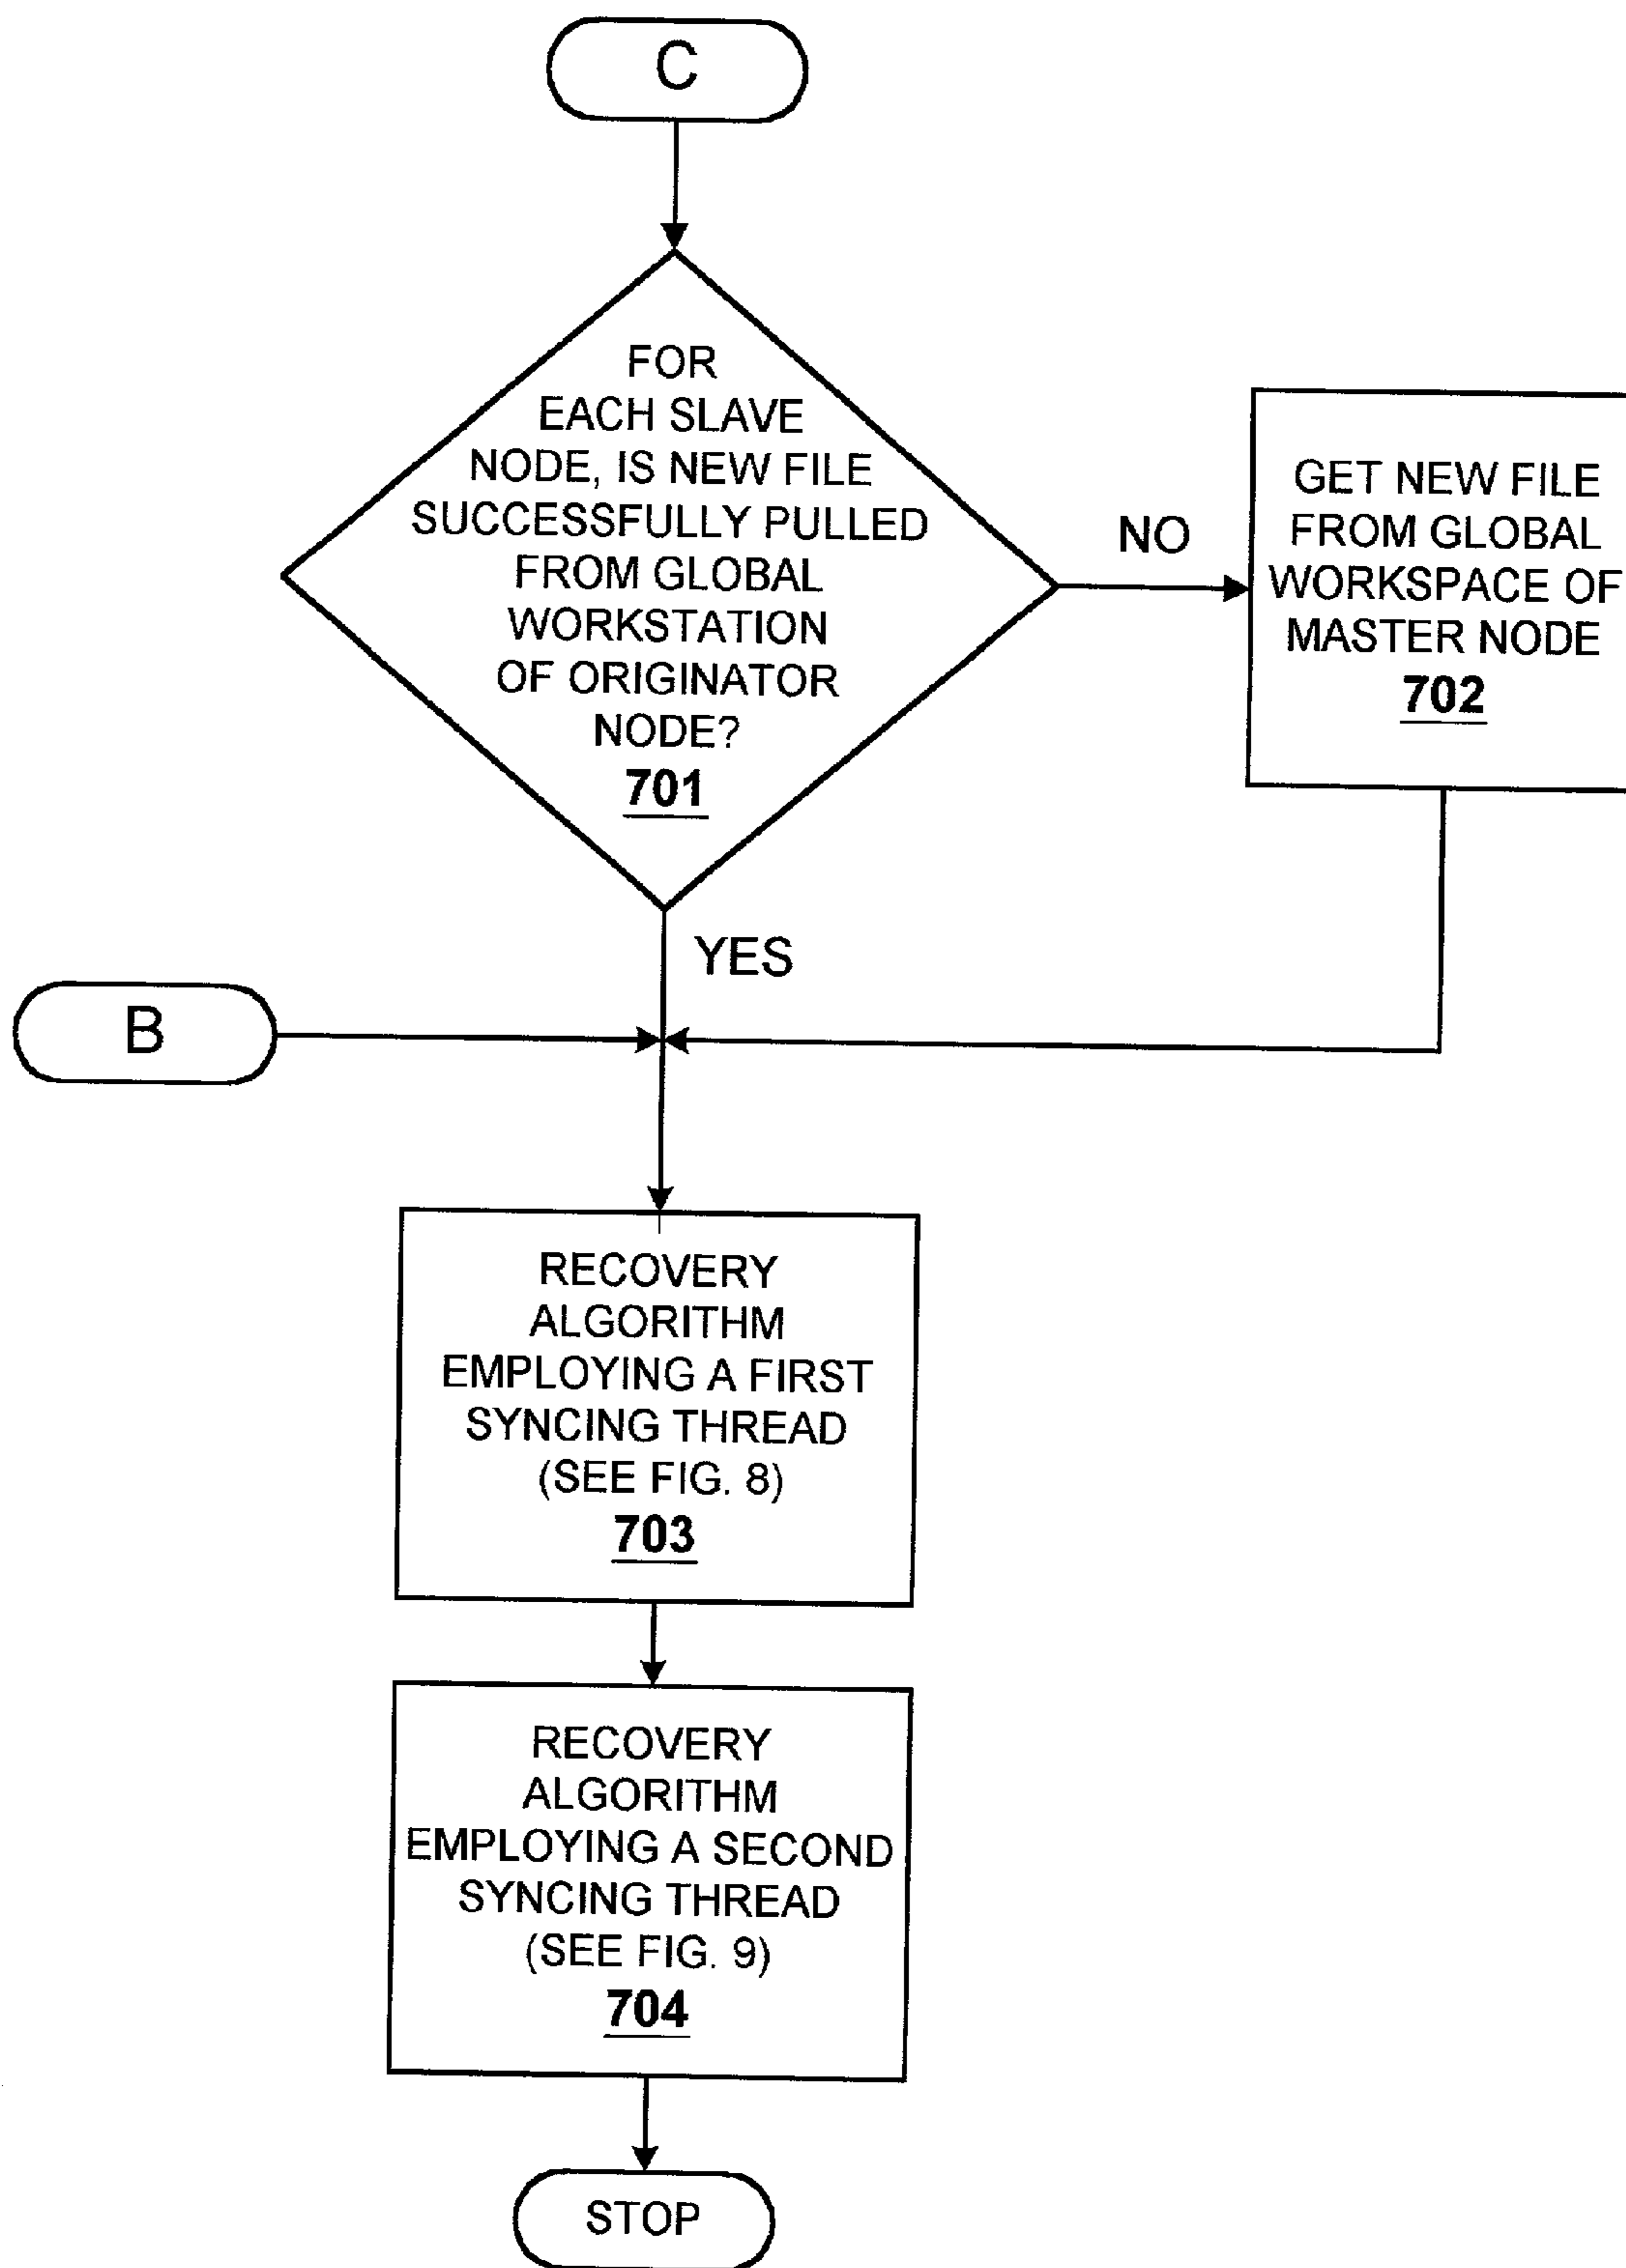 C
FOR
EACH SLAVE
NODE, IS NEW FILE
SUCCESSFULLY PULLED
FROM GLOBAL
WORKSTATION
OF ORIGINATOR
NODE?
701
NO
GET NEW FILE
FROM GLOBAL
WORKSPACE OF
MASTER NODE
702
YES
B
RECOVERY
ALGORITHM
EMPLOYING A FIRST
SYNCING THREAD
(SEE FIG. 8)
703
RECOVERY
ALGORITHM
EMPLOYING A SECOND
SYNCING THREAD
(SEE FIG. 9)
704
STOP